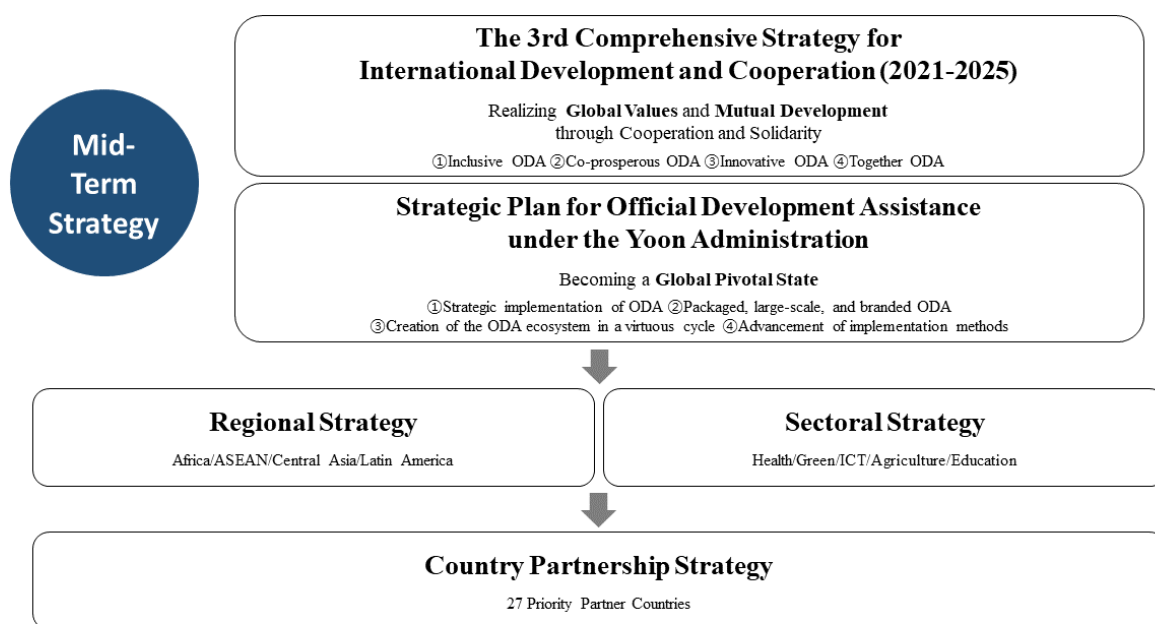 Mid-
Term
Strategy
The 3rd Comprehensive Strategy for
International Development and Cooperation (2021-2025)
Realizing Global Values and Mutual Development
through Cooperation and Solidarity
①Inclusive ODA ②Co-prosperous ODA ③Innovative ODA ④Together ODA
Strategic Plan for Official Development Assistance
under the Yoon Administration
Becoming a Global Pivotal State
①Strategic implementation of ODA ②Packaged, large-scale, and branded ODA
③Creation of the ODA ecosystem in a virtuous cycle ④Advancement of implementation methods
Regional Strategy
Africa/ASEAN/Central Asia/Latin America
Sectoral Strategy
Health/Green/ICT/Agriculture/Education
Country Partnership Strategy
27 Priority Partner Countries